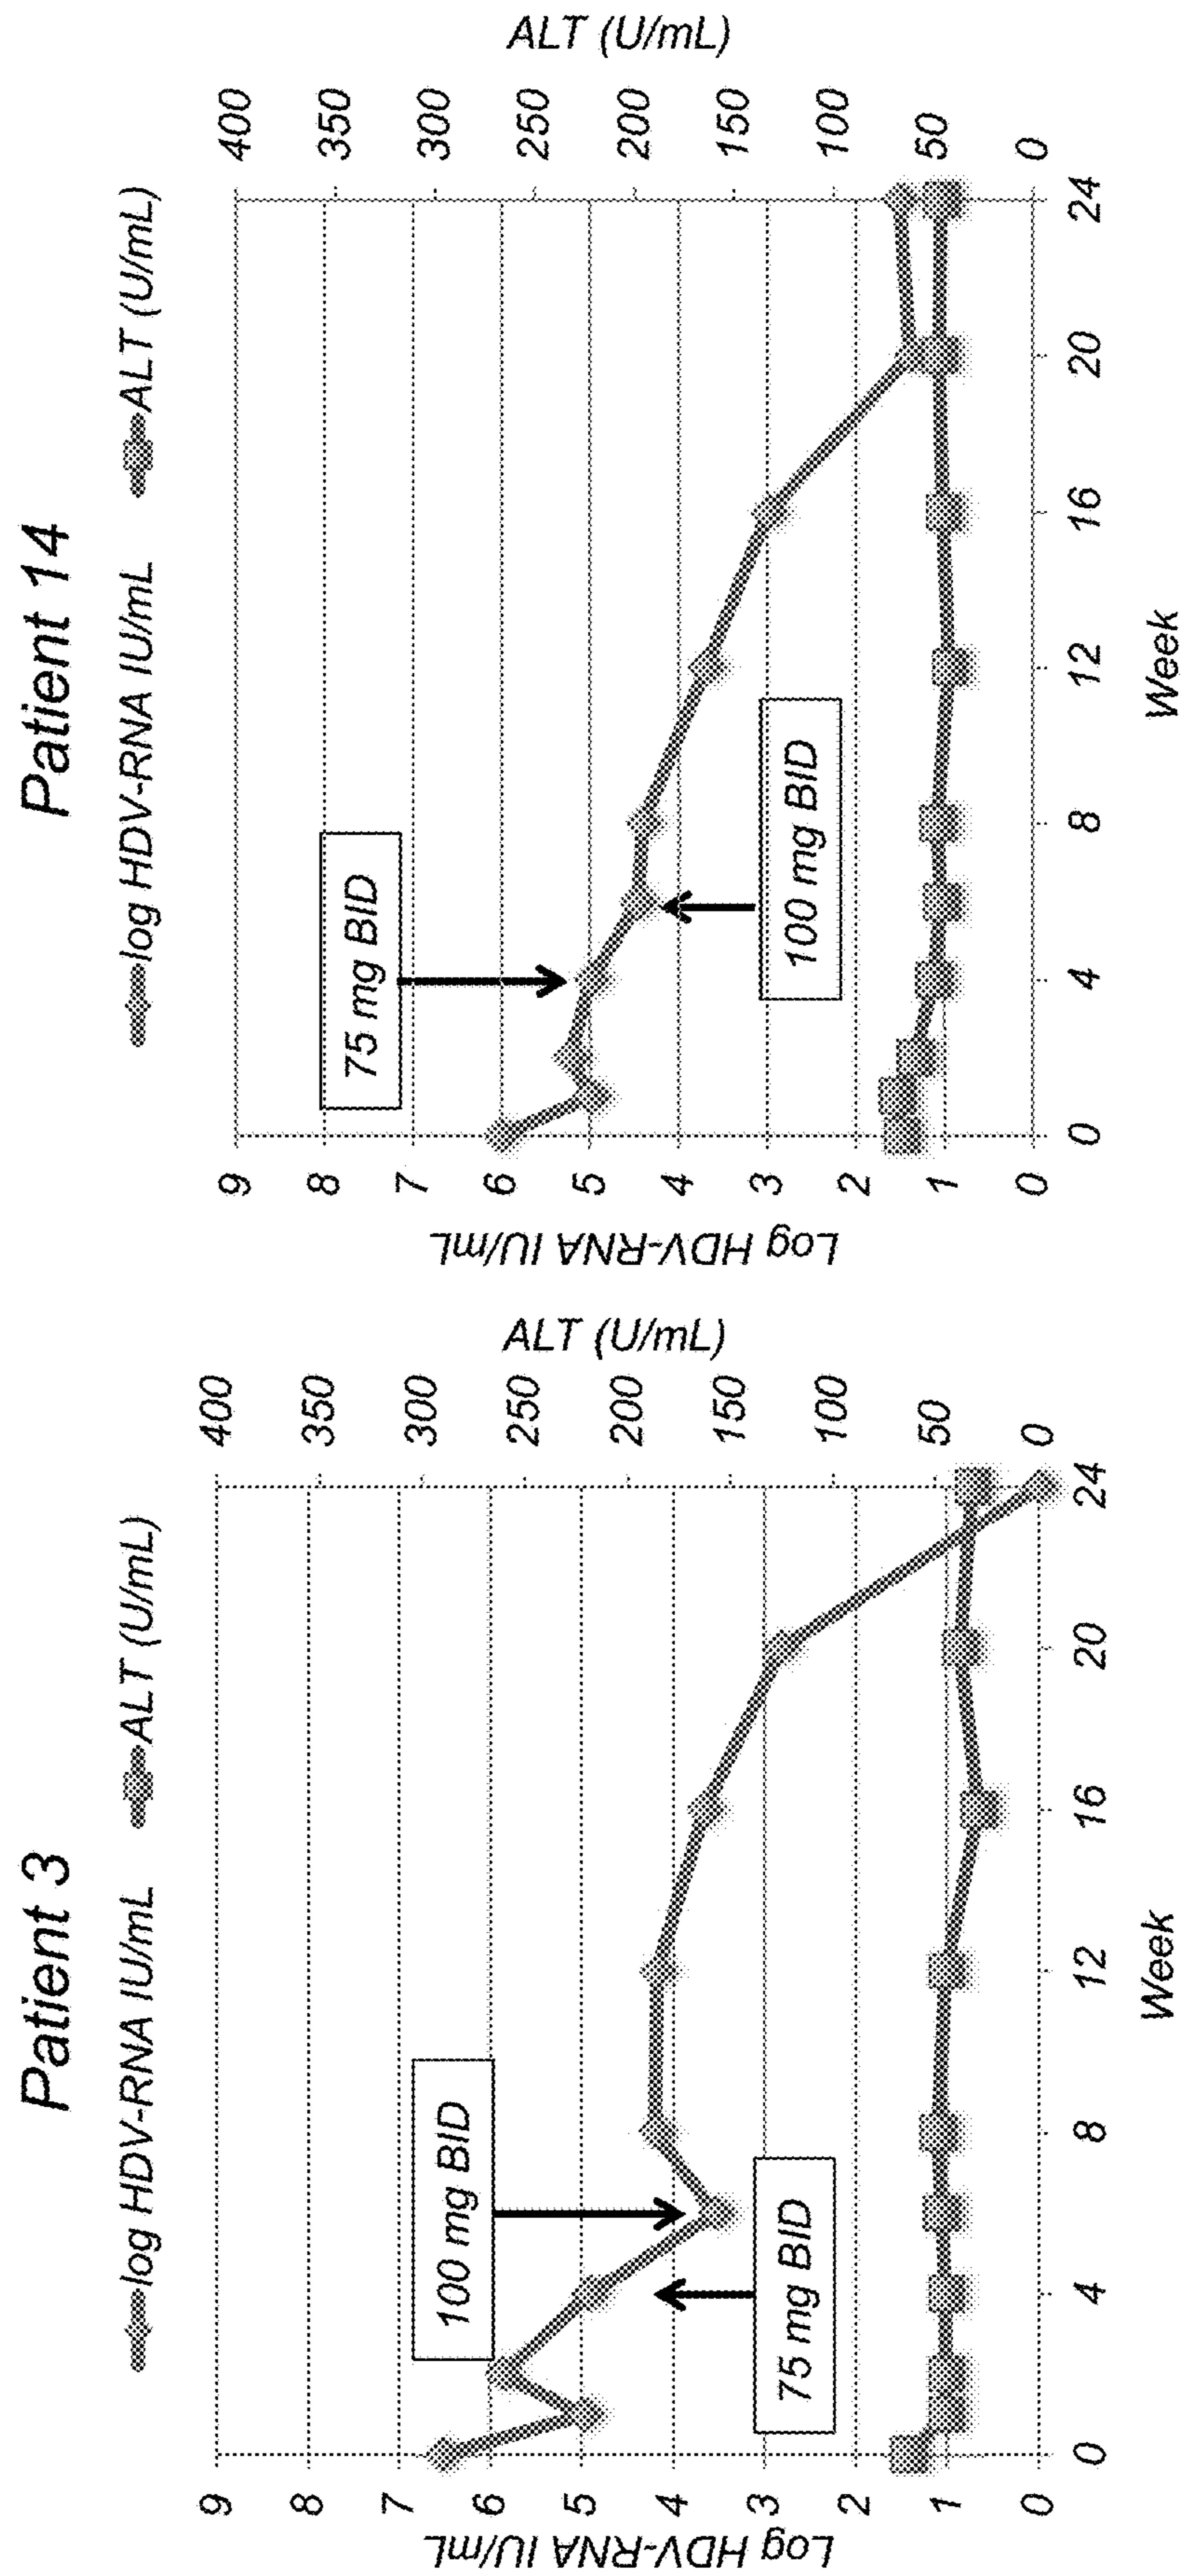 Patient 3
log HDV-RNA IU/mL ALT (U/mL)
Log HDV-RNA IU/mL
9
8
7
6
5
4
3
2
1
0
100 mg BID
75 mg BID
0 4 8 12 16 20 24
Week
400
350
300
250
200
150
100
50
0
ALT (U/mL)
Patient 14
log HDV-RNA IU/mL ALT (U/mL)
Log HDV-RNA IU/mL
9
8
7
6
5
4
3
2
1
0
75 mg BID
100 mg BID
0 4 8 12 16 20 24
Week
400
350
300
250
200
150
100
50
0
ALT (U/mL)